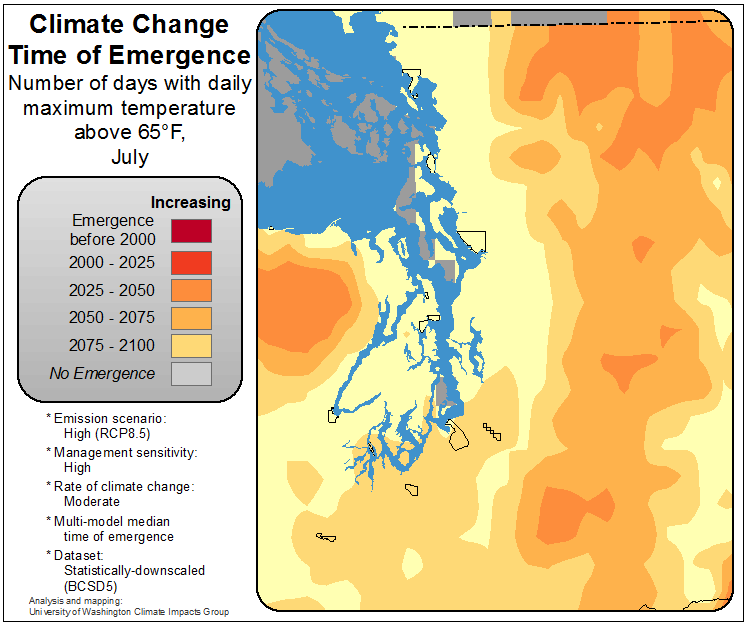 Climate Change
Time of Emergence
Number of days with daily
maximum temperature
above 65°F,
July
Increasing
Emergence
before 2000
2000 - 2025
2025 - 2050
2050 - 2075
2075 - 2100
No Emergence
* Emission scenario:
High (RCP8.5)
* Management sensitivity:
High
* Rate of climate change:
Moderate
* Multi-model median
time of emergence
* Dataset:
Statistically-downscaled
(BCSD5)
Analysis and mapping:
University of Washington Climate Impacts Group